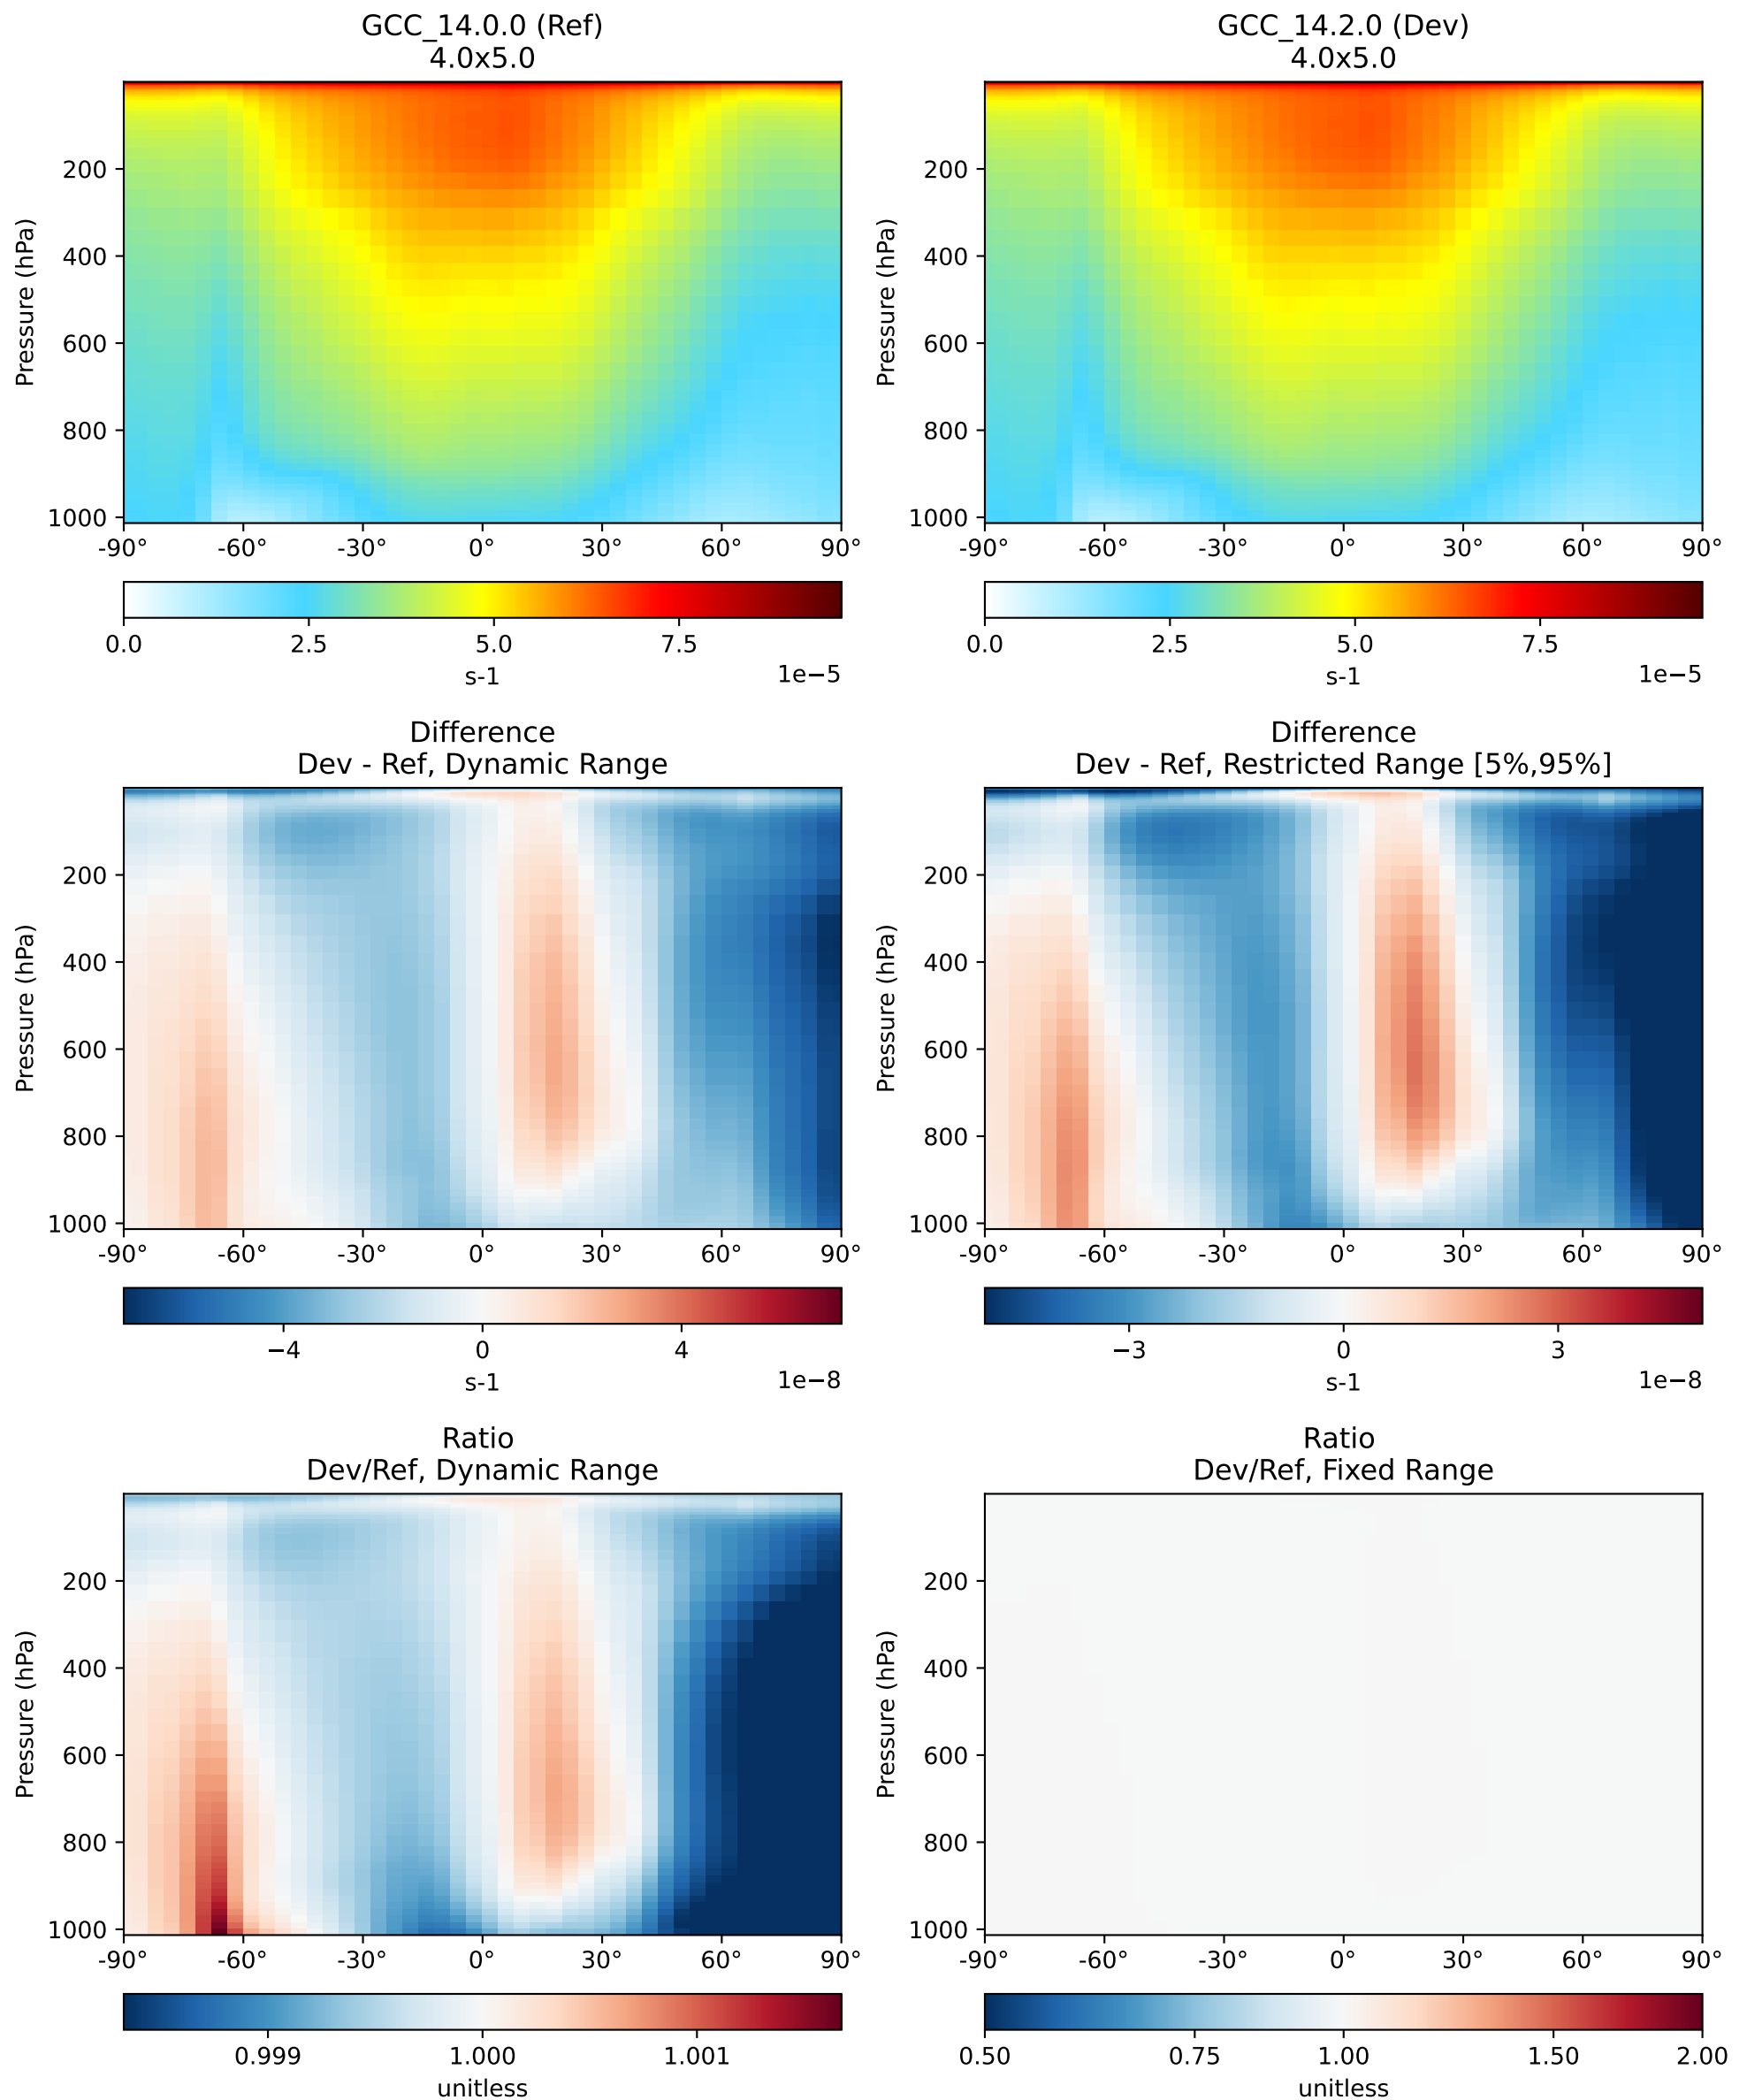 GCC_14.0.0 (Ref)
4.0x5.0
Pressure (hPa)
200
400
600
800
1000
-90° -60° -30° 0° 30° 60° 90°
0.0 2.5 5.0 7.5
s-1
1e−5
GCC_14.2.0 (Dev)
4.0x5.0
Pressure (hPa)
200
400
600
800
1000
-90° -60° -30° 0° 30° 60° 90°
0.0 2.5 5.0 7.5
s-1
1e−5
Difference
Dev - Ref, Dynamic Range
Pressure (hPa)
200
400
600
800
1000
-90° -60° -30° 0° 30° 60° 90°
−4 0 4
s-1
1e−8
Difference
Dev - Ref, Restricted Range [5%,95%]
Pressure (hPa)
200
400
600
800
1000
-90° -60° -30° 0° 30° 60° 90°
−3 0 3
s-1
1e−8
Ratio
Dev/Ref, Dynamic Range
Pressure (hPa)
200
400
600
800
1000
-90° -60° -30° 0° 30° 60° 90°
0.999 1.000 1.001
unitless
Ratio
Dev/Ref, Fixed Range
Pressure (hPa)
200
400
600
800
1000
-90° -60° -30° 0° 30° 60° 90°
0.50 0.75 1.00 1.50 2.00
unitless